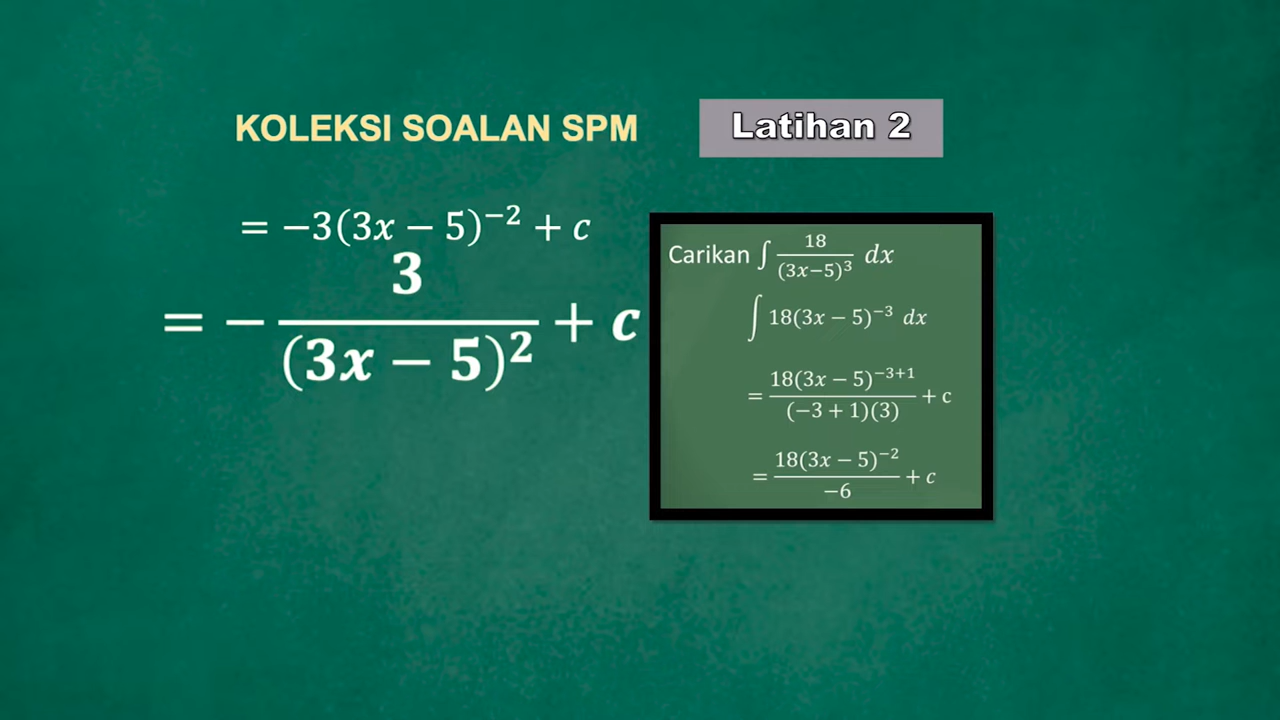 KOLEKSI SOALAN SPM
Latihan 2
= −3(3x − 5)⁻² + c
= − 3/(3x − 5)² + c
Carikan ∫ 18/(3x−5)³ dx
∫ 18(3x − 5)⁻³ dx
= 18(3x − 5)⁻³⁺¹/(−3 + 1)(3) + c
= 18(3x − 5)⁻²/−6 + c